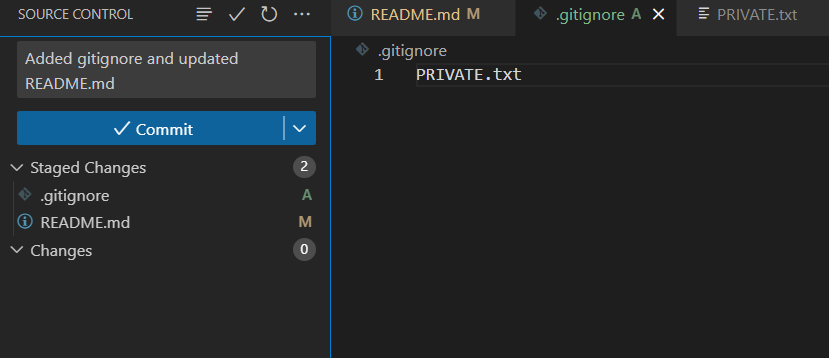 SOURCE CONTROL
Added gitignore and updated
README.md
Commit
Staged Changes 2
.gitignore A
README.md M
Changes 0
README.md M .gitignore A PRIVATE.txt
.gitignore
1 PRIVATE.txt